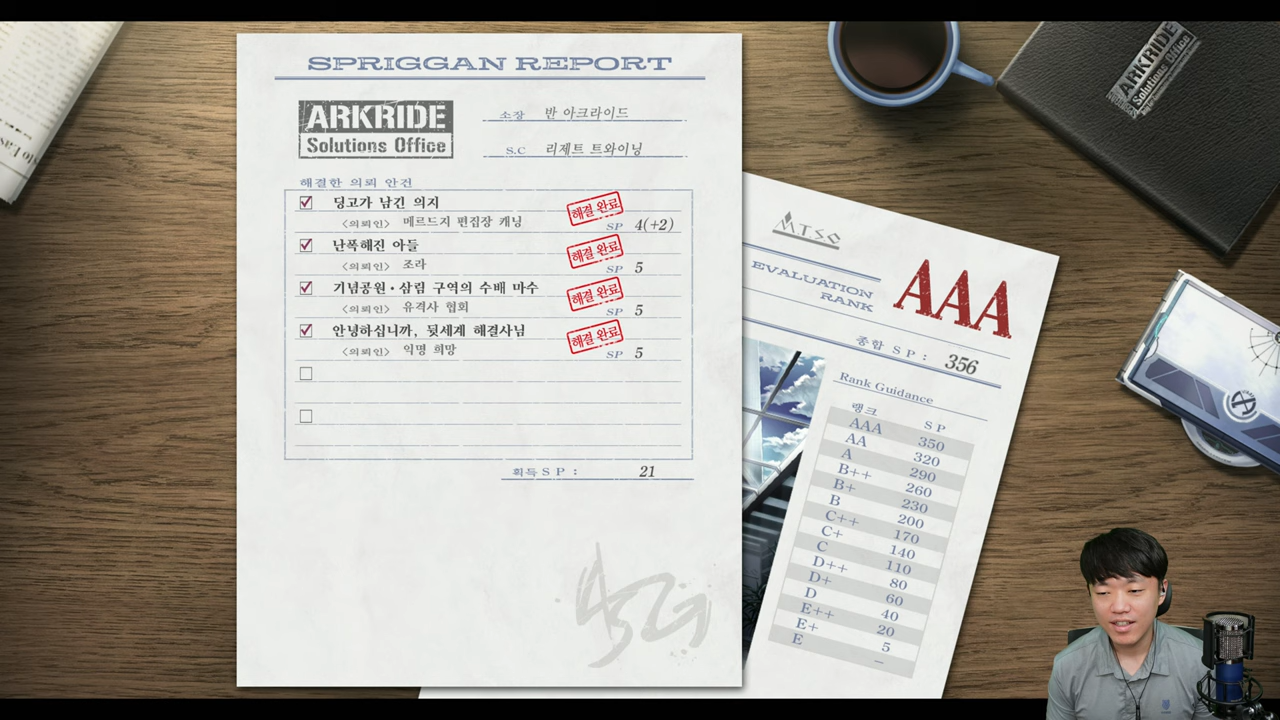 SPRIGGAN REPORT
ARKRIDE
Solutions Office
소장 반 아크라이드
S.C 리제트 트와이닝
해결한 의뢰 안건
딩고가 남긴 의지
<의뢰인> 메르드지 편집장 캐닝
해결 완료
SP 4(+2)
난폭해진 아들
<의뢰인> 조라
해결 완료
SP 5
기념공원·삼림 구역의 수배 마수
<의뢰인> 유격사 협회
해결 완료
SP 5
안녕하십니까, 뒷세계 해결사님
<의뢰인> 익명 희망
해결 완료
SP 5
획득 SP : 21
MTSC
EVALUATION
RANK
AAA
종합 SP : 356
Rank Guidance
랭크 SP
AAA 350
AA 320
A 290
B++ 260
B+ 230
B 200
C++ 170
C+ 140
C 110
D++ 80
D+ 60
D 40
E++ 20
E+ 5
E –
ARKRIDE
Solutions Office